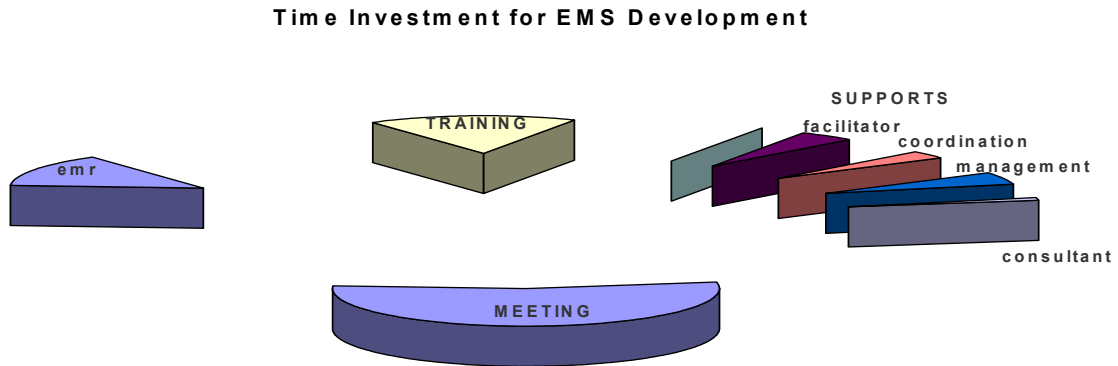 Time Investment for EMS Development
SUPPORTS
TRAINING
facilitator
coordination
management
emr
consultant
MEETING